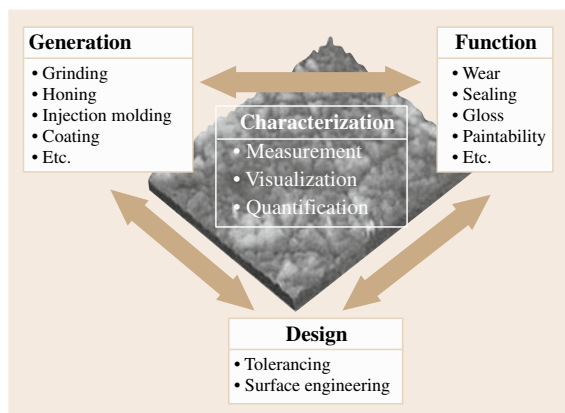 Generation
• Grinding
• Honing
• Injection molding
• Coating
• Etc.
Function
• Wear
• Sealing
• Gloss
• Paintability
• Etc.
Characterization
• Measurement
• Visualization
• Quantification
Design
• Tolerancing
• Surface engineering